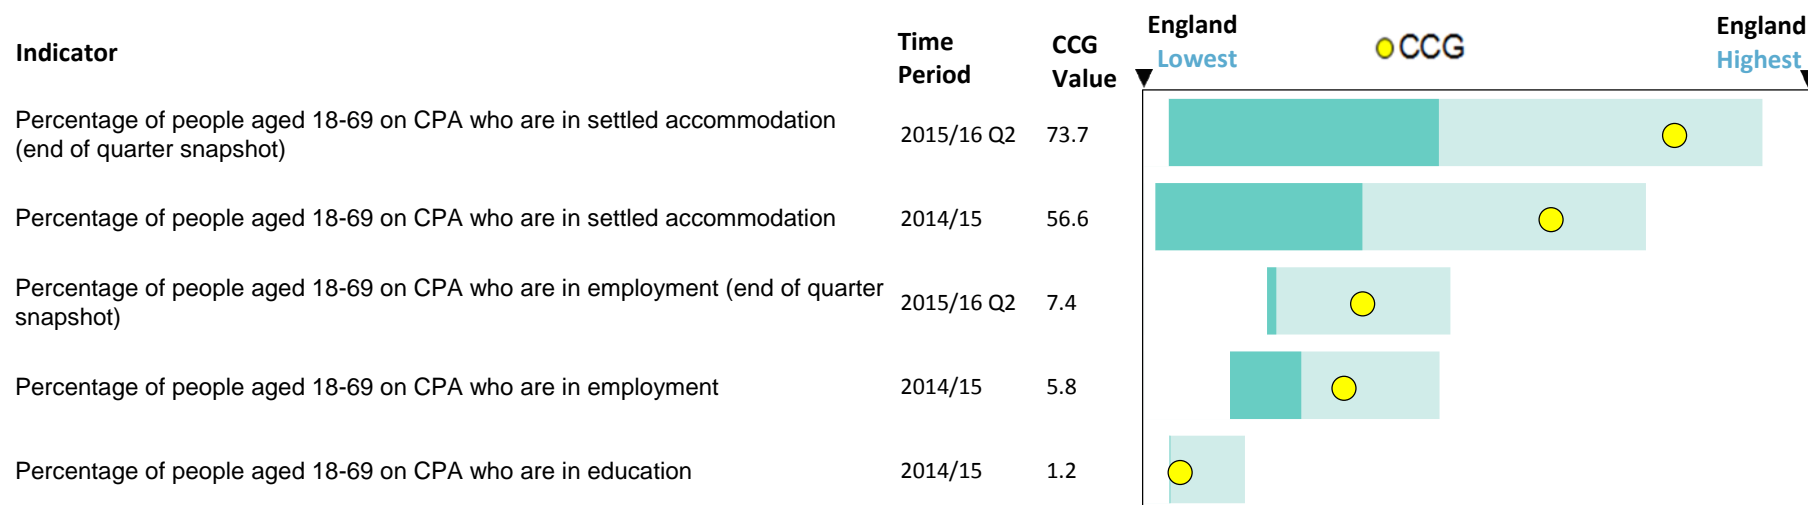 Indicator
Time Period
CCG Value
England Lowest
CCG
England Highest
Percentage of people aged 18-69 on CPA who are in settled accommodation
(end of quarter snapshot)
2015/16 Q2
73.7
Percentage of people aged 18-69 on CPA who are in settled accommodation
2014/15
56.6
Percentage of people aged 18-69 on CPA who are in employment (end of quarter
snapshot)
2015/16 Q2
7.4
Percentage of people aged 18-69 on CPA who are in employment
2014/15
5.8
Percentage of people aged 18-69 on CPA who are in education
2014/15
1.2